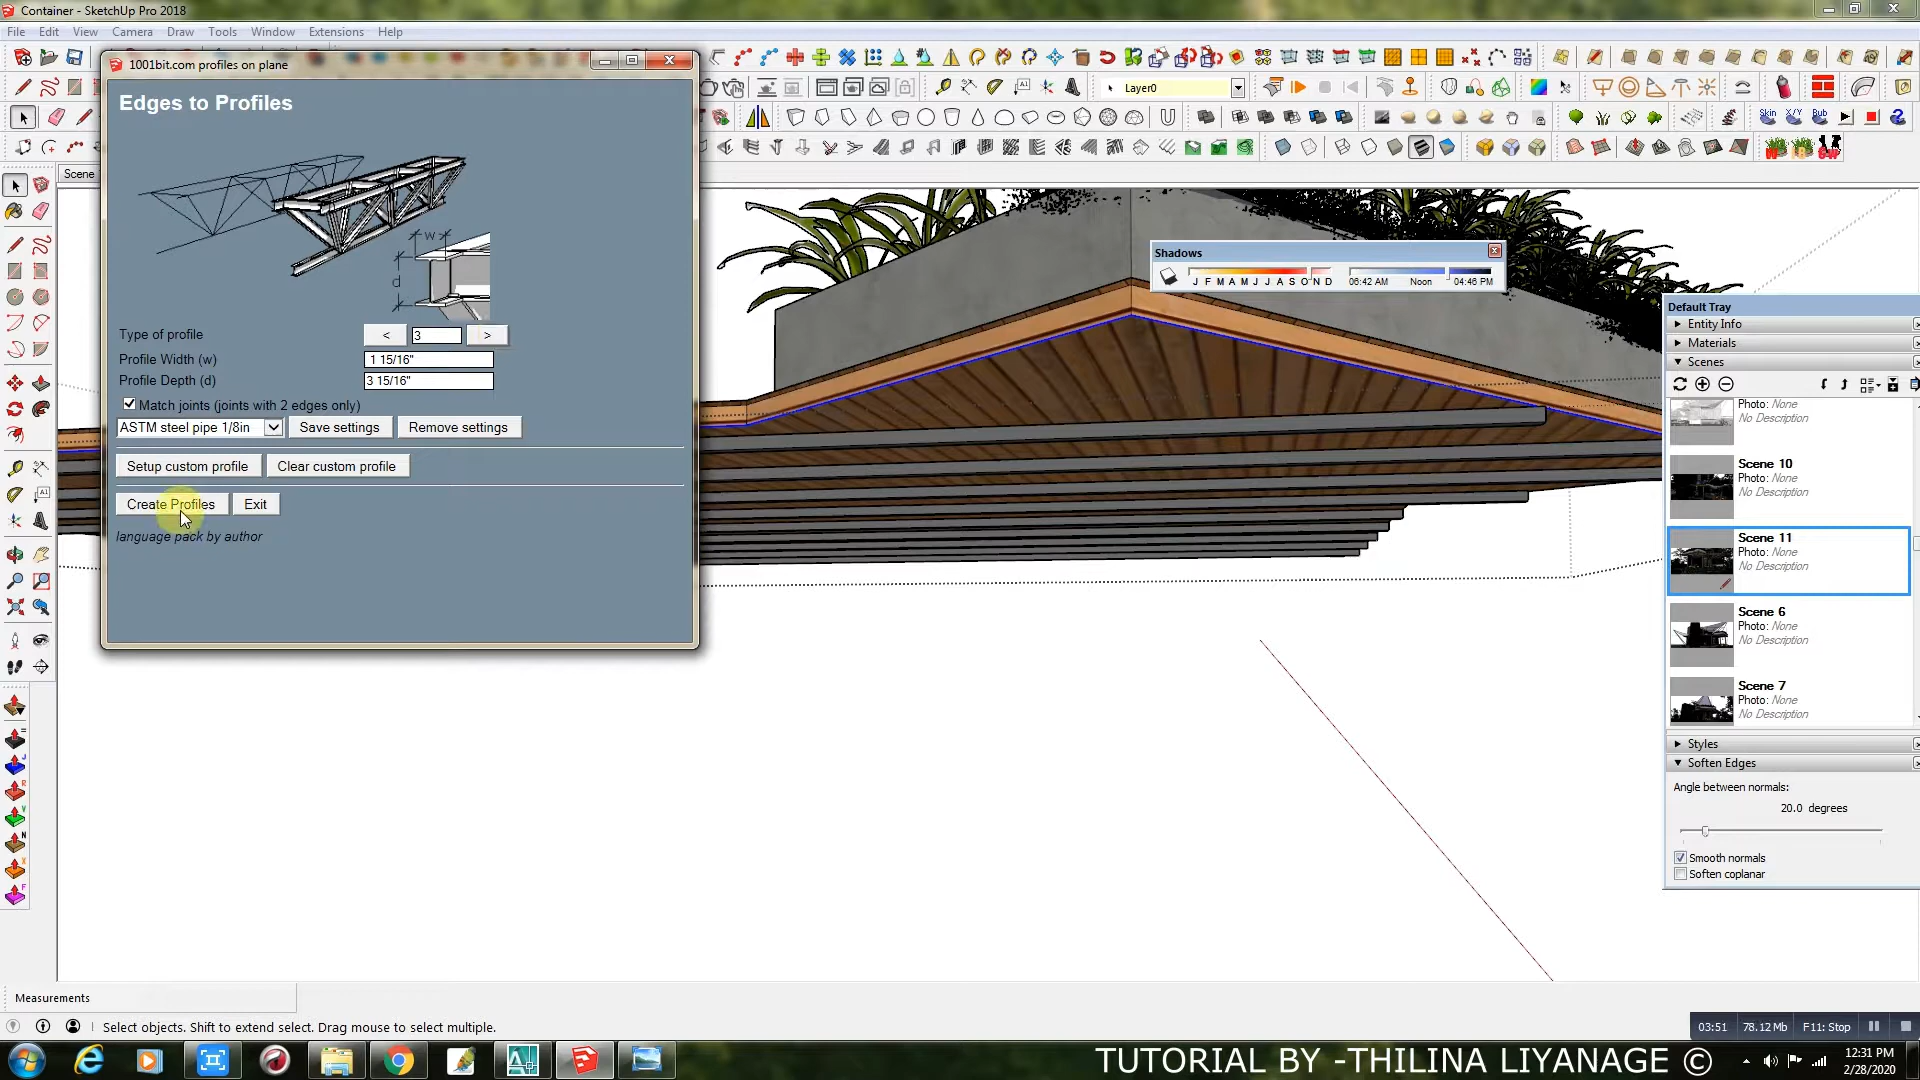 Container - SketchUp Pro 2018
File Edit View Camera Draw Tools Window Extensions Help
1001bit.com profiles on plane
Edges to Profiles
w
d
Type of profile < 3 >
Profile Width (w) 1 15/16"
Profile Depth (d) 3 15/16"
Match joints (joints with 2 edges only)
ASTM steel pipe 1/8in Save settings Remove settings
Setup custom profile Clear custom profile
Create Profiles Exit
language pack by author
Layer0
Skin X/Y Bub
Scene
Shadows
J F M A M J J A S O N D 06:42 AM Noon 04:46 PM
Default Tray
Entity Info
Materials
Scenes
Photo: None
No Description
Scene 10
Photo: None
No Description
Scene 11
Photo: None
No Description
Scene 6
Photo: None
No Description
Scene 7
Photo: None
No Description
Styles
Soften Edges
Angle between normals:
20.0 degrees
Smooth normals
Soften coplanar
Measurements
Select objects. Shift to extend select. Drag mouse to select multiple.
03:51 78.12 Mb F11: Stop
TUTORIAL BY -THILINA LIYANAGE ©
12:31 PM
2/28/2020